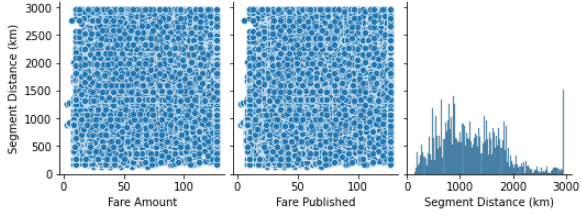 3000
2500
2000
1500
1000
500
0
Segment Distance (km)
0 50 100
0 50 100
0 1000 2000 3000
Fare Amount
Fare Published
Segment Distance (km)